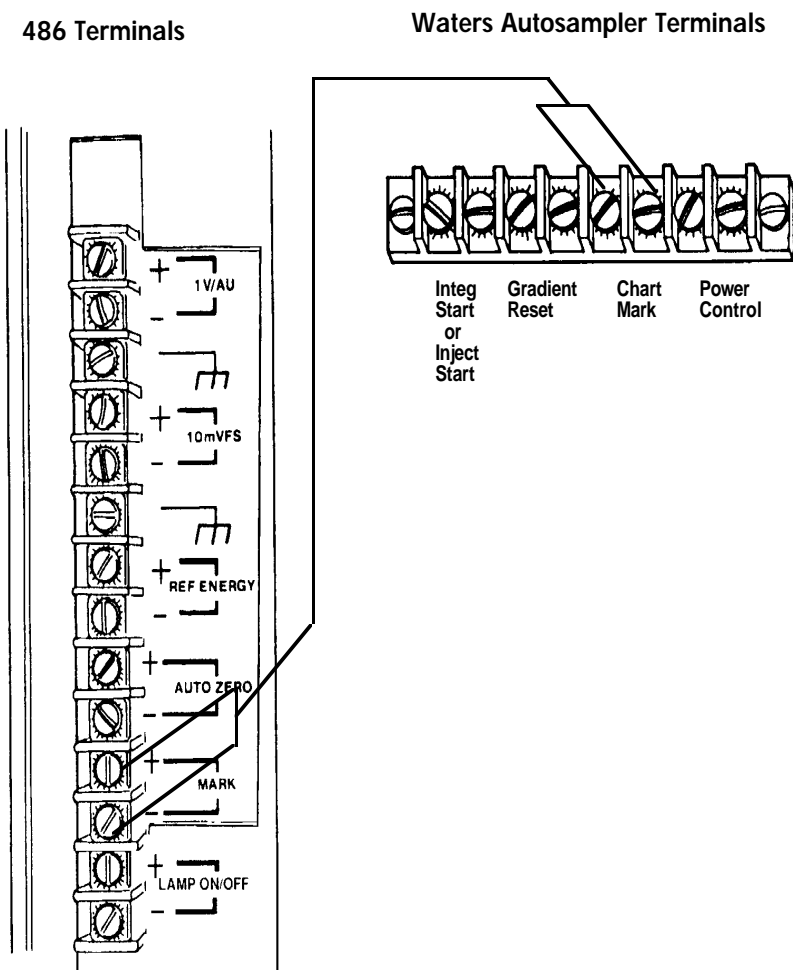 486 Terminals
Waters Autosampler Terminals
Integ
Start
or
Inject
Start
Gradient
Reset
Chart
Mark
Power
Control
+
1V/AU
-
+
10mVFS
-
+
REF ENERGY
-
+
AUTO ZERO
-
+
MARK
-
+
LAMP ON/OFF
-